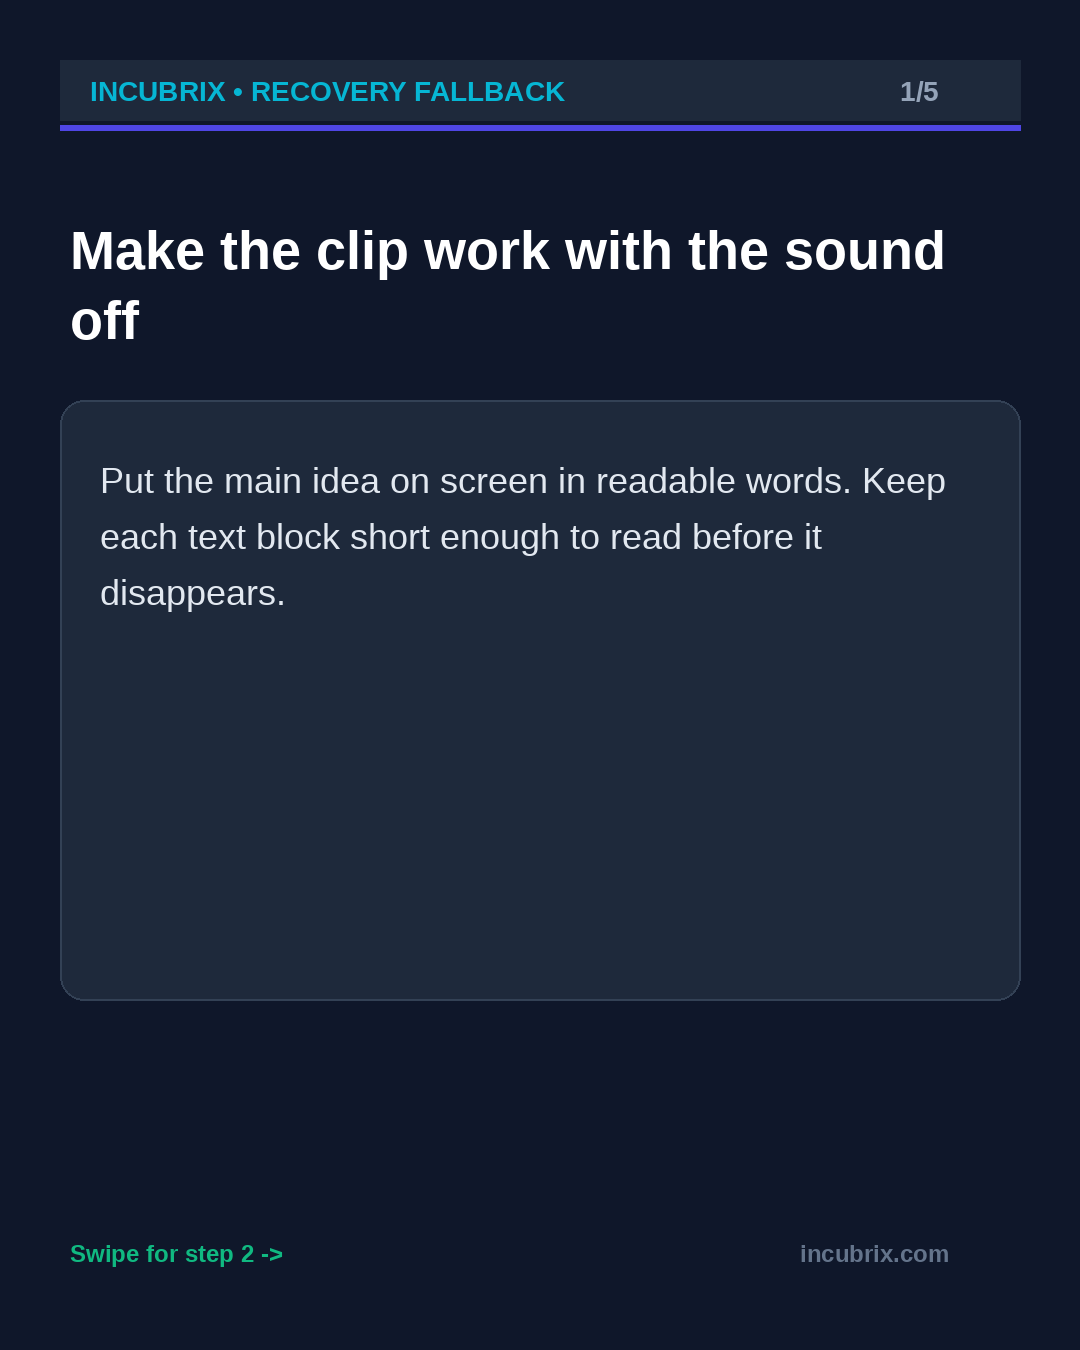 INCUBRIX • RECOVERY FALLBACK 1/5
Make the clip work with the sound
off
Put the main idea on screen in readable words. Keep
each text block short enough to read before it
disappears.
Swipe for step 2 -> incubrix.com